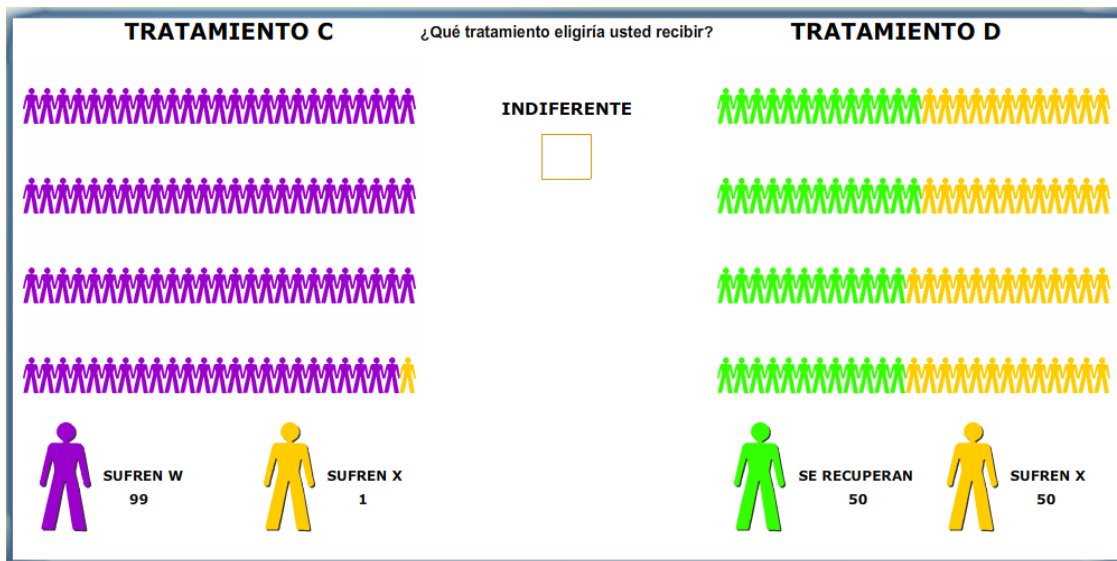 TRATAMIENTO C
¿Qué tratamiento eligiría usted recibir?
TRATAMIENTO D
INDIFERENTE
SUFREN W
99
SUFREN X
1
SE RECUPERAN
50
SUFREN X
50